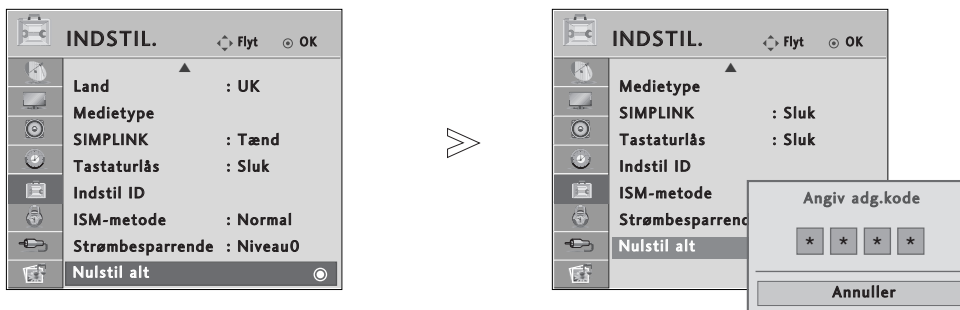 INDSTIL. Flyt OK
Land : UK
Medietype
SIMPLINK : Tænd
Tastaturlås : Sluk
Indstil ID
ISM-metode : Normal
Strømbesparrende : Niveau0
Nulstil alt
INDSTIL. Flyt OK
Medietype
SIMPLINK : Sluk
Tastaturlås : Sluk
Indstil ID
ISM-metode
Strømbesparrend
Nulstil alt
Angiv adg.kode
* * * *
Annuller